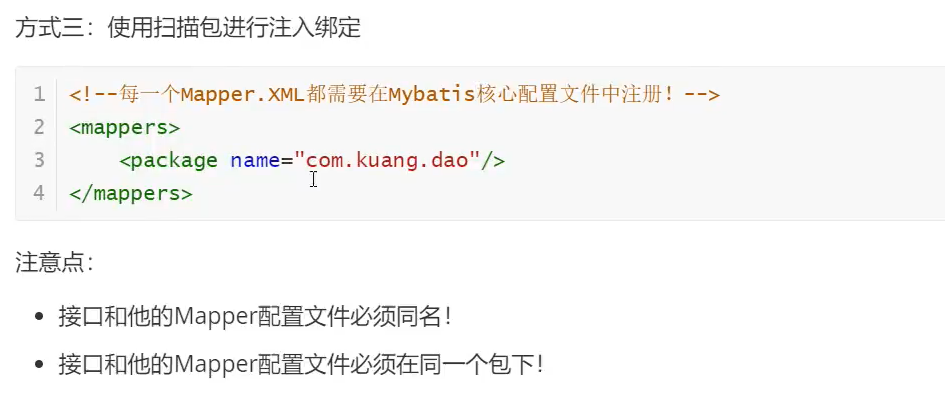 方式三：使用扫描包进行注入绑定
1 <!--每一个Mapper.XML都需要在Mybatis核心配置文件中注册！-->
2 <mappers>
3 <package name="com.kuang.dao"/>
4 </mappers>
注意点：
接口和他的Mapper配置文件必须同名！
接口和他的Mapper配置文件必须在同一个包下！